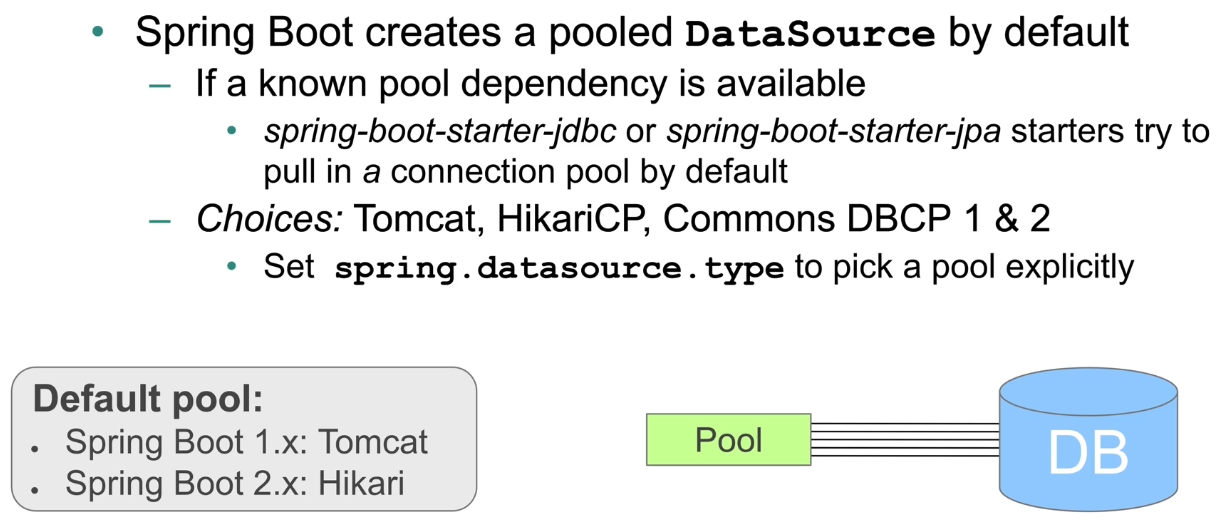 • Spring Boot creates a pooled DataSource by default
– If a known pool dependency is available
• spring-boot-starter-jdbc or spring-boot-starter-jpa starters try to
pull in a connection pool by default
– Choices: Tomcat, HikariCP, Commons DBCP 1 & 2
• Set spring.datasource.type to pick a pool explicitly
Default pool:
• Spring Boot 1.x: Tomcat
• Spring Boot 2.x: Hikari
Pool
DB